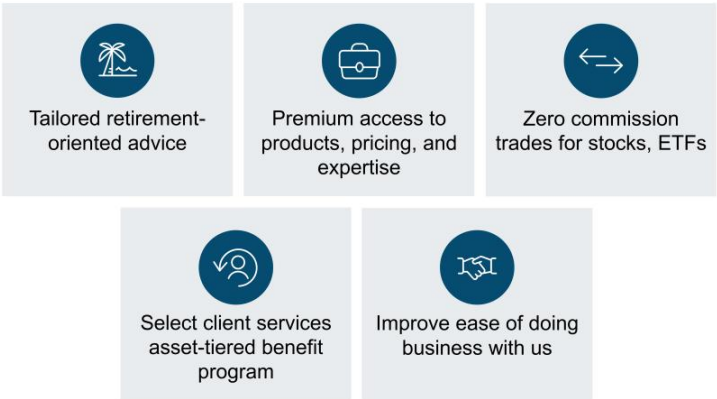 Tailored retirement-
oriented advice
Premium access to
products, pricing, and
expertise
Zero commission
trades for stocks, ETFs
Select client services
asset-tiered benefit
program
Improve ease of doing
business with us